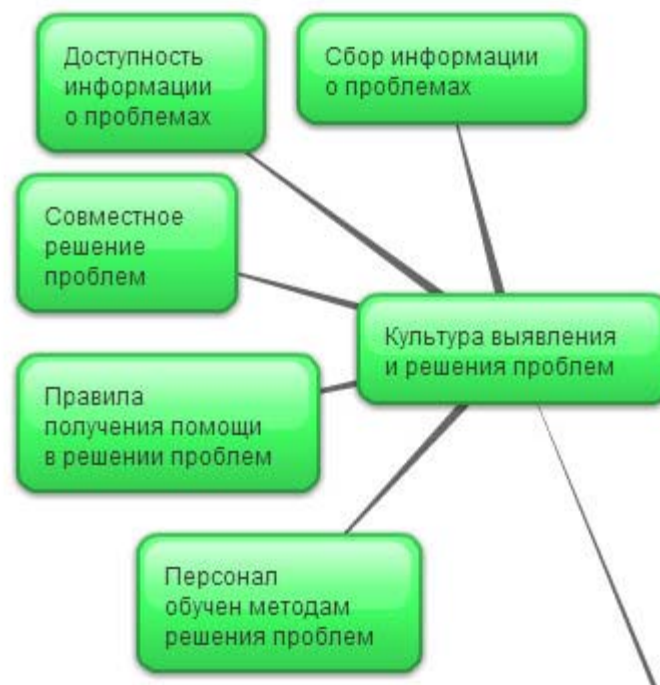 Доступность
информации
о проблемах
Сбор информации
о проблемах
Совместное
решение
проблем
Культура выявления
и решения проблем
Правила
получения помощи
в решении проблем
Персонал
обучен методам
решения проблем